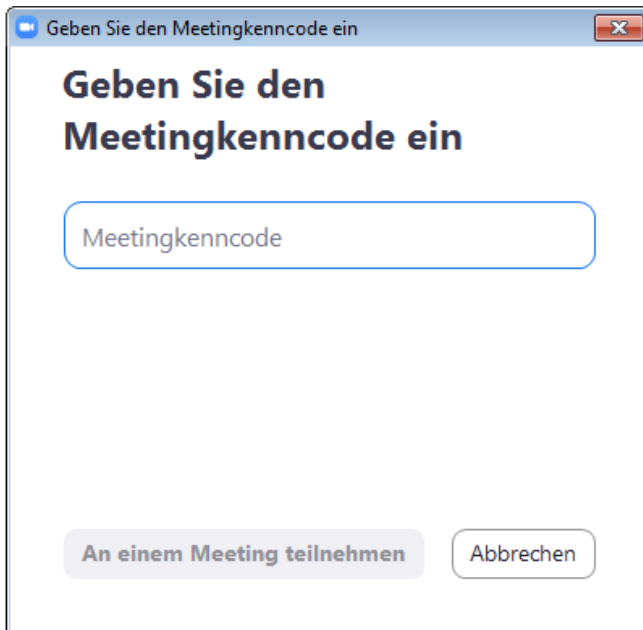 Geben Sie den Meetingkenncode ein
Geben Sie den
Meetingkenncode ein
Meetingkenncode
An einem Meeting teilnehmen
Abbrechen